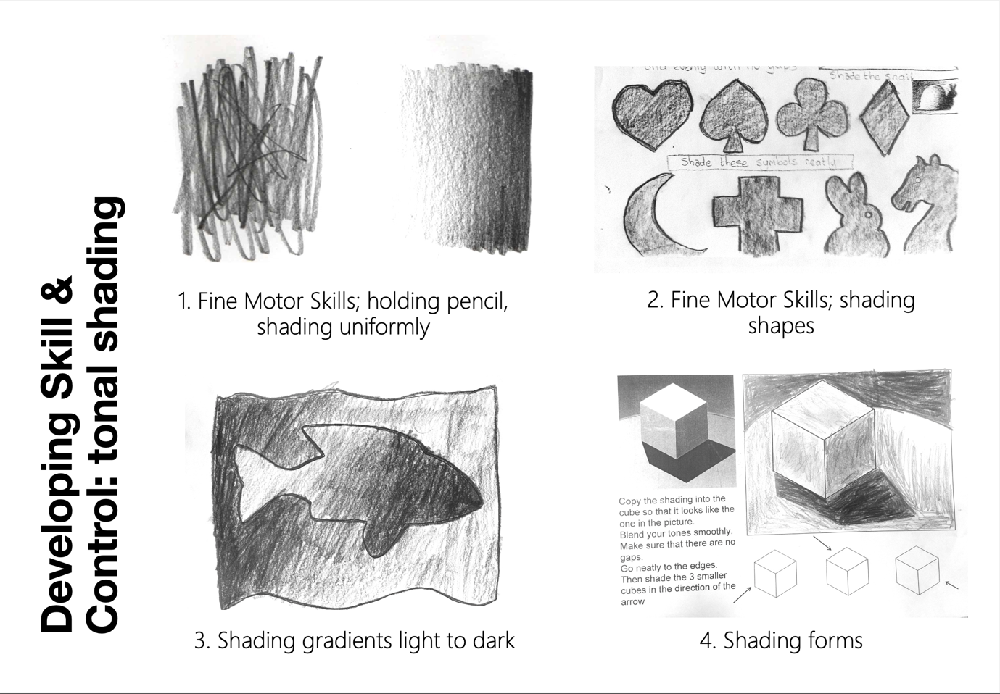 Developing Skill &
Control: tonal shading
and evenly with no gaps.
Shade the snail
Shade these symbols neatly
1. Fine Motor Skills; holding pencil,
shading uniformly
2. Fine Motor Skills; shading
shapes
Copy the shading into the
cube so that it looks like the
one in the picture.
Blend your tones smoothly.
Make sure that there are no
gaps.
Go neatly to the edges.
Then shade the 3 smaller
cubes in the direction of the
arrow
3. Shading gradients light to dark
4. Shading forms